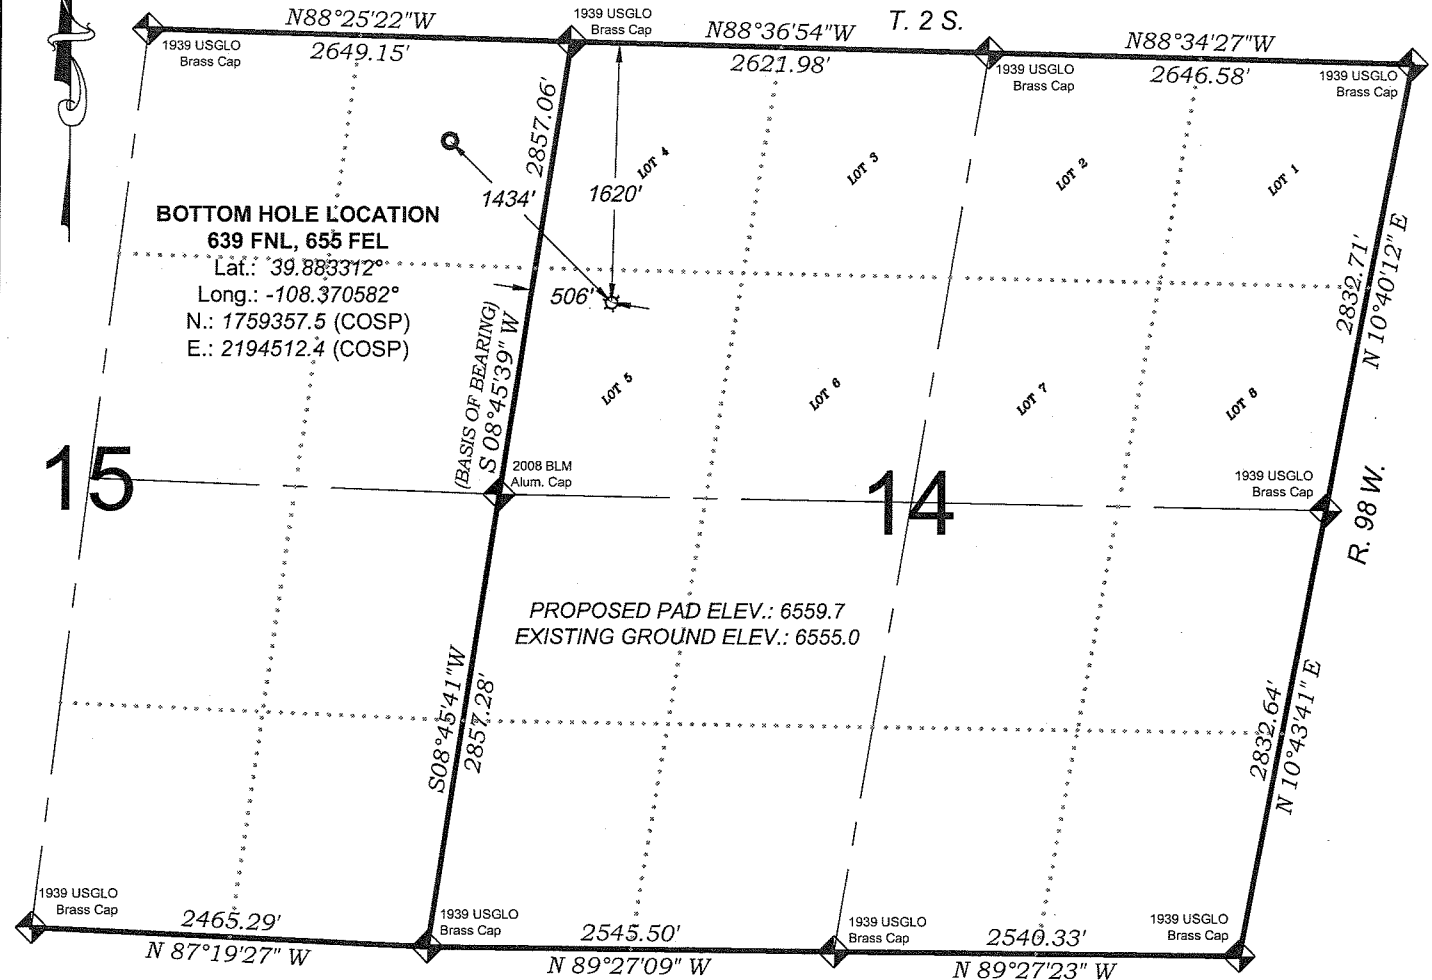 N88°25'22"W
2649.15'
1939 USGLO
Brass Cap
1939 USGLO
Brass Cap
N88°36'54"W
2621.98'
T. 2 S.
1939 USGLO
Brass Cap
N88°34'27"W
2646.58'
1939 USGLO
Brass Cap
2857.06'
1434'
1620'
506'
LOT 4
LOT 3
LOT 2
LOT 1
BOTTOM HOLE LOCATION
639 FNL, 655 FEL
Lat.: 39.883312°
Long.: -108.370582°
N.: 1759357.5 (COSP)
E.: 2194512.4 (COSP)
2832.71'
N 10°40'12" E
(BASIS OF BEARING)
S 08°45'39" W
LOT 5
LOT 6
LOT 7
LOT 8
15
2008 BLM
Alum. Cap
14
1939 USGLO
Brass Cap
R. 98 W.
PROPOSED PAD ELEV.: 6559.7
EXISTING GROUND ELEV.: 6555.0
S08°45'41"W
2857.28'
2832.64'
N 10°43'41" E
1939 USGLO
Brass Cap
2465.29'
N 87°19'27" W
1939 USGLO
Brass Cap
2545.50'
N 89°27'09" W
1939 USGLO
Brass Cap
2540.33'
N 89°27'23" W
1939 USGLO
Brass Cap